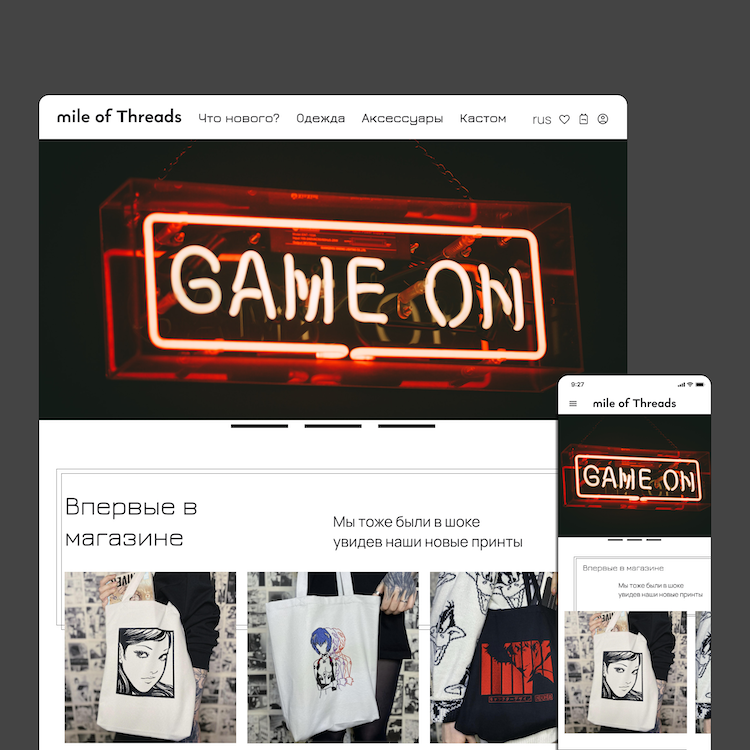 mile of Threads
Что нового?
Одежда
Аксессуары
Кастом
rus
GAME ON
Впервые в
магазине
Мы тоже были в шоке
увидев наши новые принты
9:27
mile of Threads
GAME ON
Впервые в магазине
Мы тоже были в шоке
увидев наши новые принты